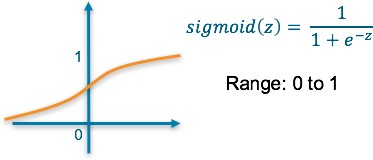 sigmoid(z) = 1 / (1 + e^{-z})
1
Range: 0 to 1
0